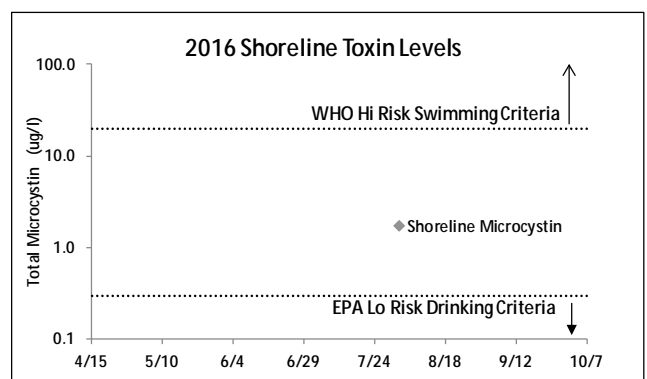 2016 Shoreline Toxin Levels
100.0
WHO Hi Risk Swimming Criteria
10.0
Total Microcystin (ug/l)
Shoreline Microcystin
1.0
EPA Lo Risk Drinking Criteria
0.1
4/15 5/10 6/4 6/29 7/24 8/18 9/12 10/7